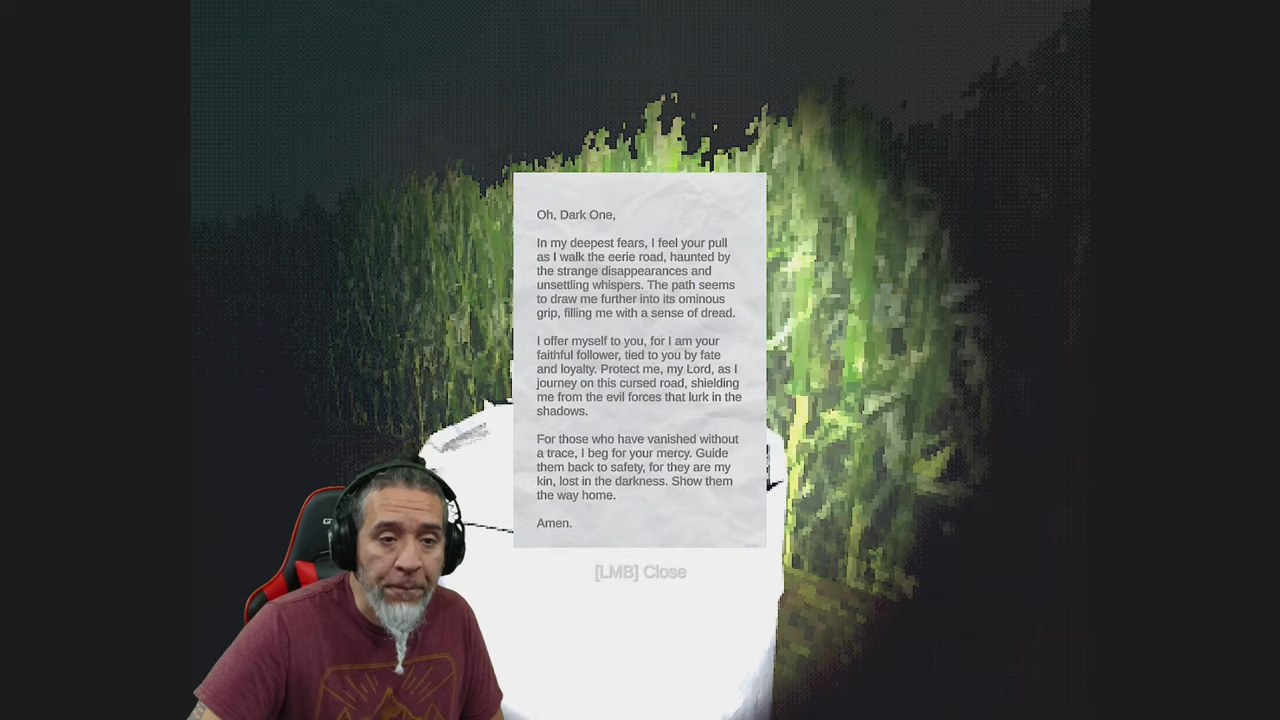 Oh, Dark One,
In my deepest fears, I feel your pull
as I walk the eerie road, haunted by
the strange disappearances and
unsettling whispers. The path seems
to draw me further into its ominous
grip, filling me with a sense of dread.
I offer myself to you, for I am your
faithful follower, tied to you by fate
and loyalty. Protect me, my Lord, as I
journey on this cursed road, shielding
me from the evil forces that lurk in the
shadows.
For those who have vanished without
a trace, I beg for your mercy. Guide
them back to safety, for they are my
kin, lost in the darkness. Show them
the way home.
Amen.
[LMB] Close